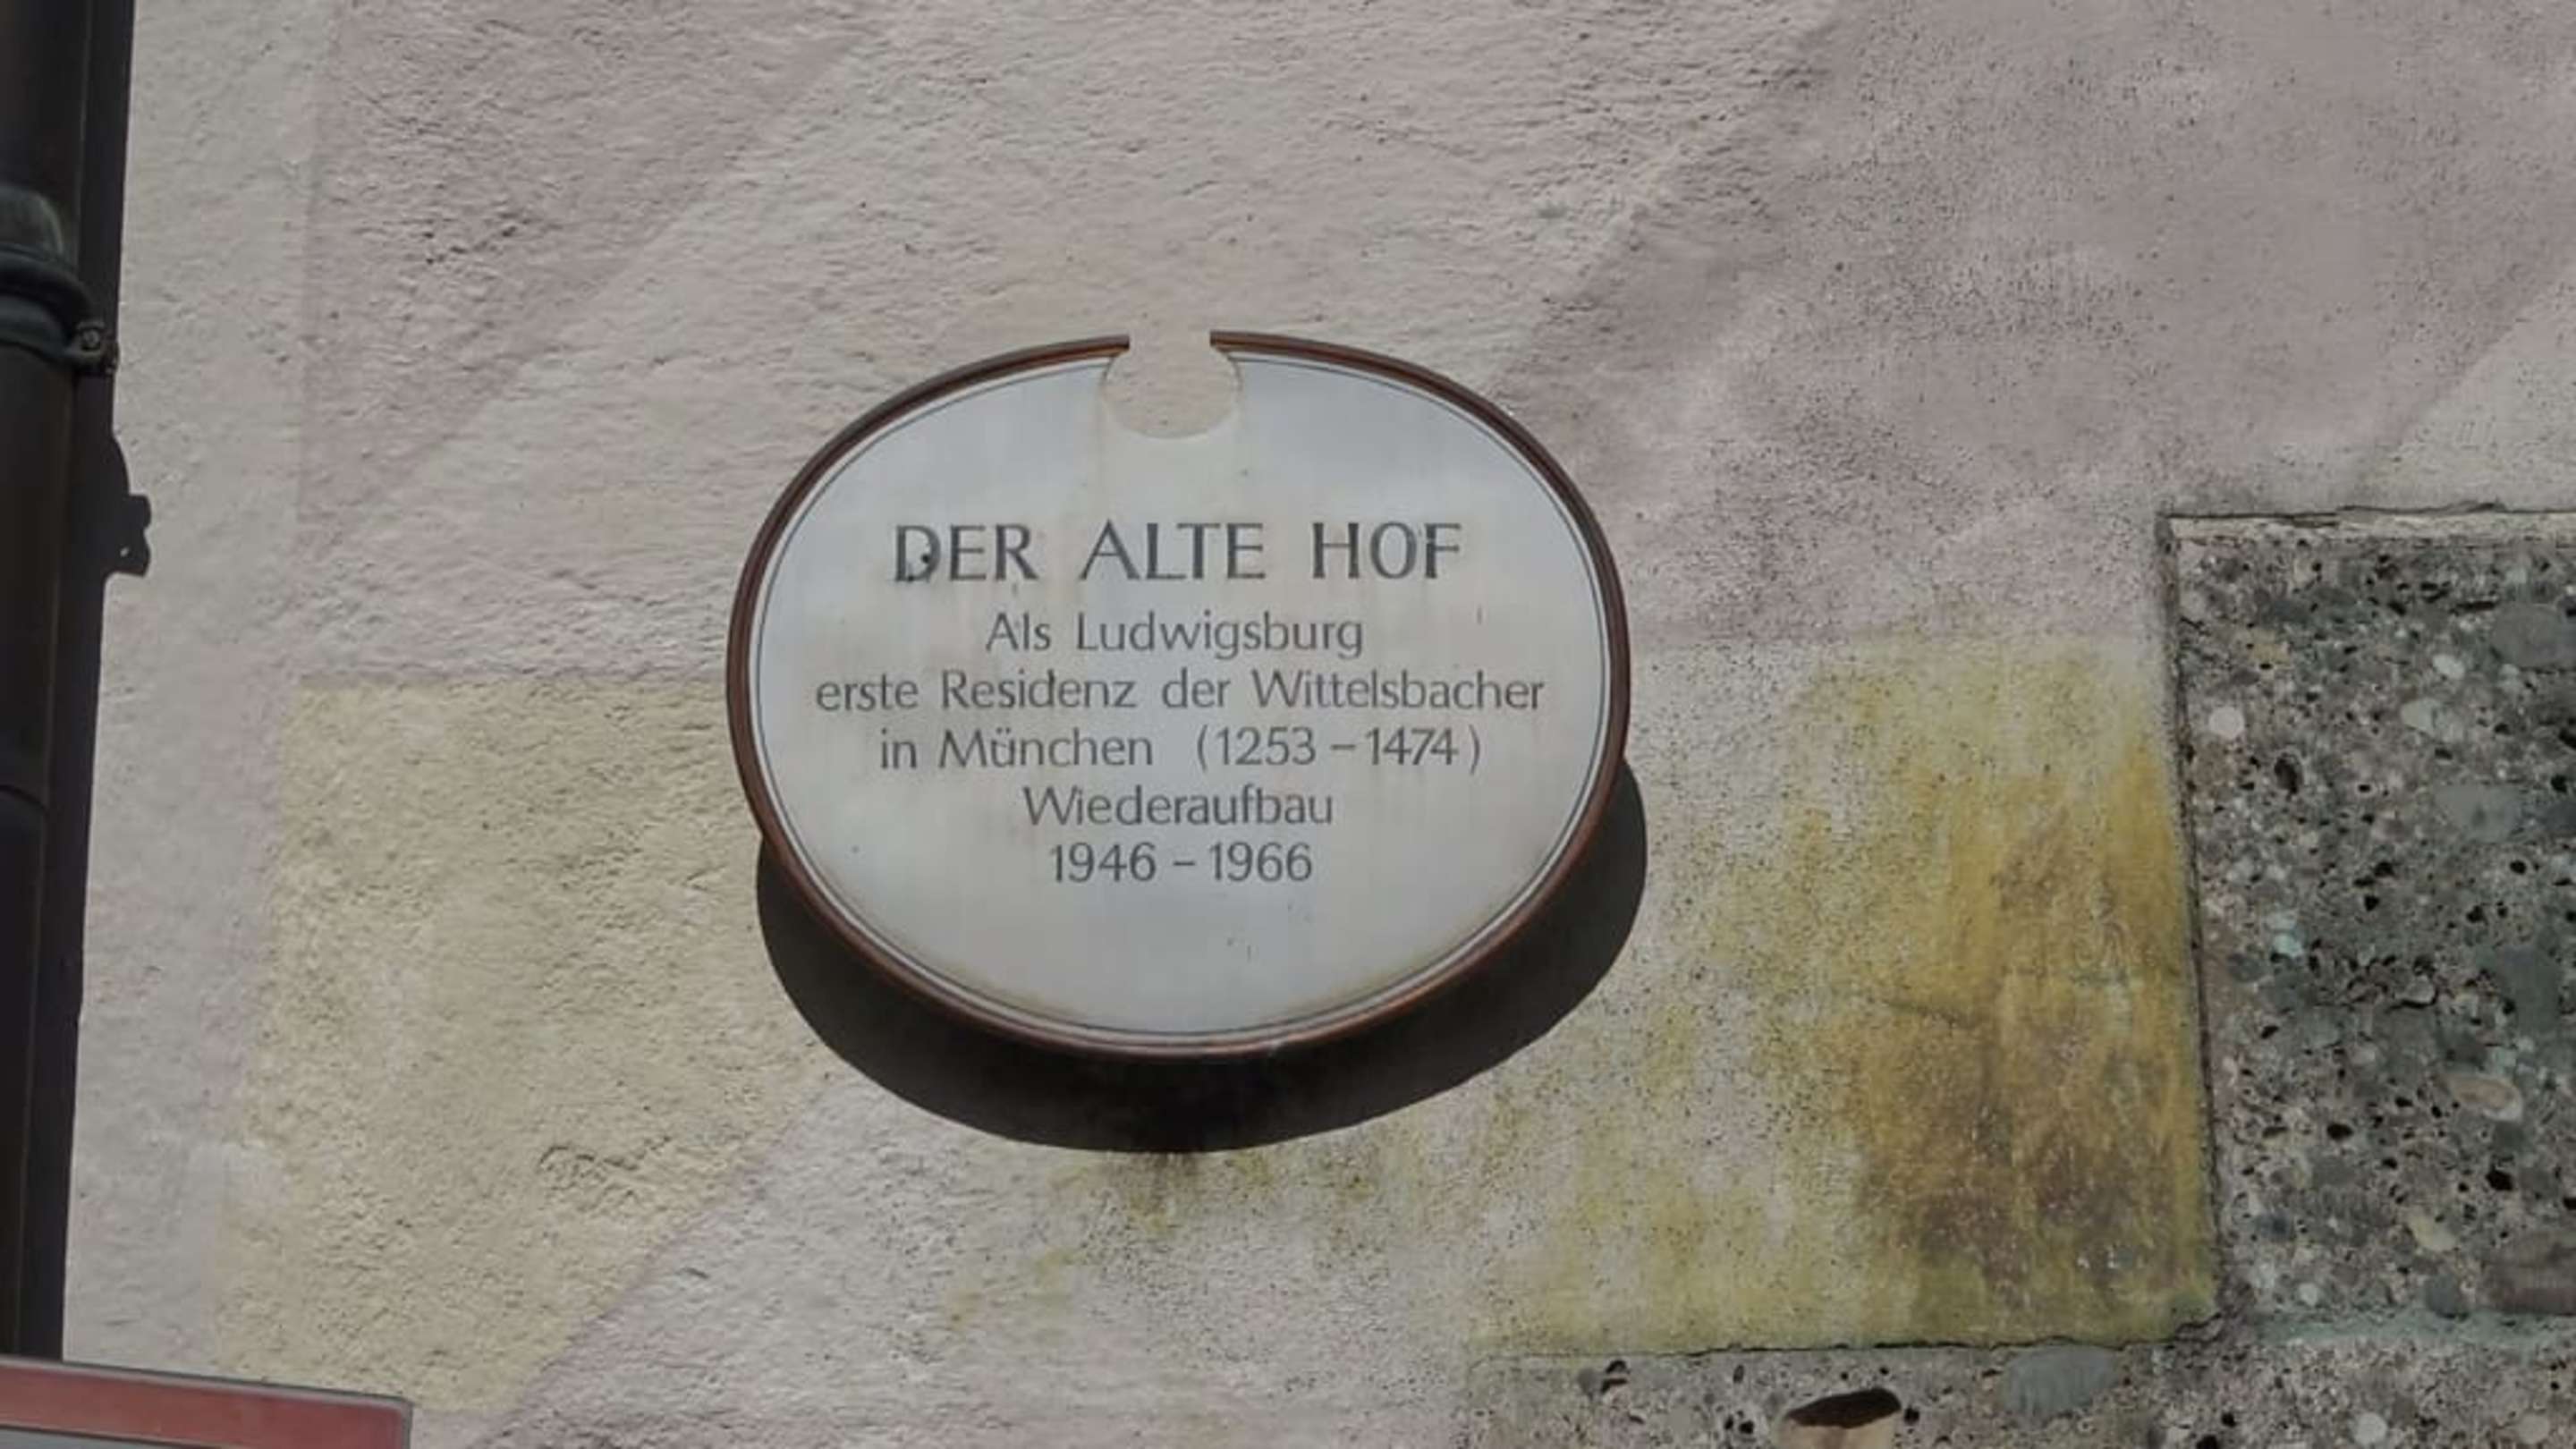 DER ALTE HOF
Als Ludwigsburg
erste Residenz der Wittelsbacher
in München (1253 – 1474)
Wiederaufbau
1946 – 1966